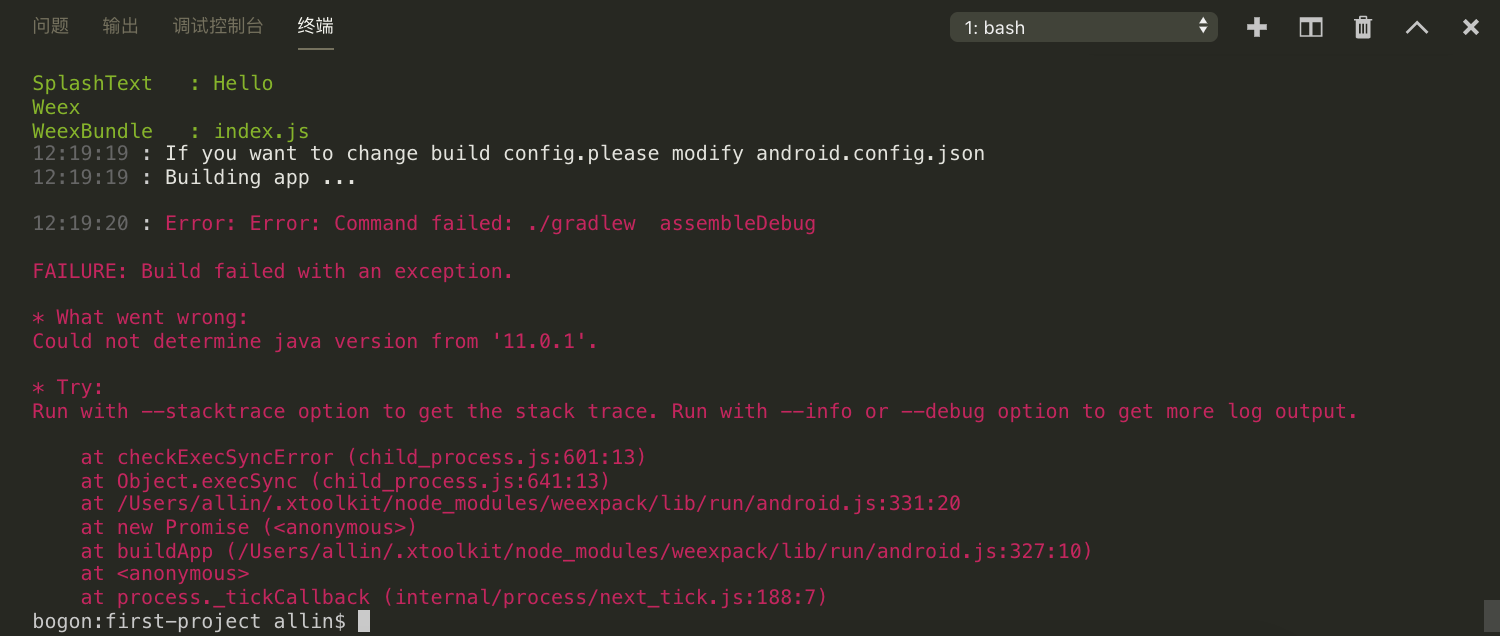 问题 输出 调试控制台 终端 1: bash
SplashText : Hello
Weex
WeexBundle : index.js
12:19:19 : If you want to change build config.please modify android.config.json
12:19:19 : Building app ...
12:19:20 : Error: Error: Command failed: ./gradlew  assembleDebug
FAILURE: Build failed with an exception.
* What went wrong:
Could not determine java version from '11.0.1'.
* Try:
Run with --stacktrace option to get the stack trace. Run with --info or --debug option to get more log output.
at checkExecSyncError (child_process.js:601:13)
at Object.execSync (child_process.js:641:13)
at /Users/allin/.xtoolkit/node_modules/weexpack/lib/run/android.js:331:20
at new Promise (<anonymous>)
at buildApp (/Users/allin/.xtoolkit/node_modules/weexpack/lib/run/android.js:327:10)
at <anonymous>
at process._tickCallback (internal/process/next_tick.js:188:7)
bogon:first-project allin$